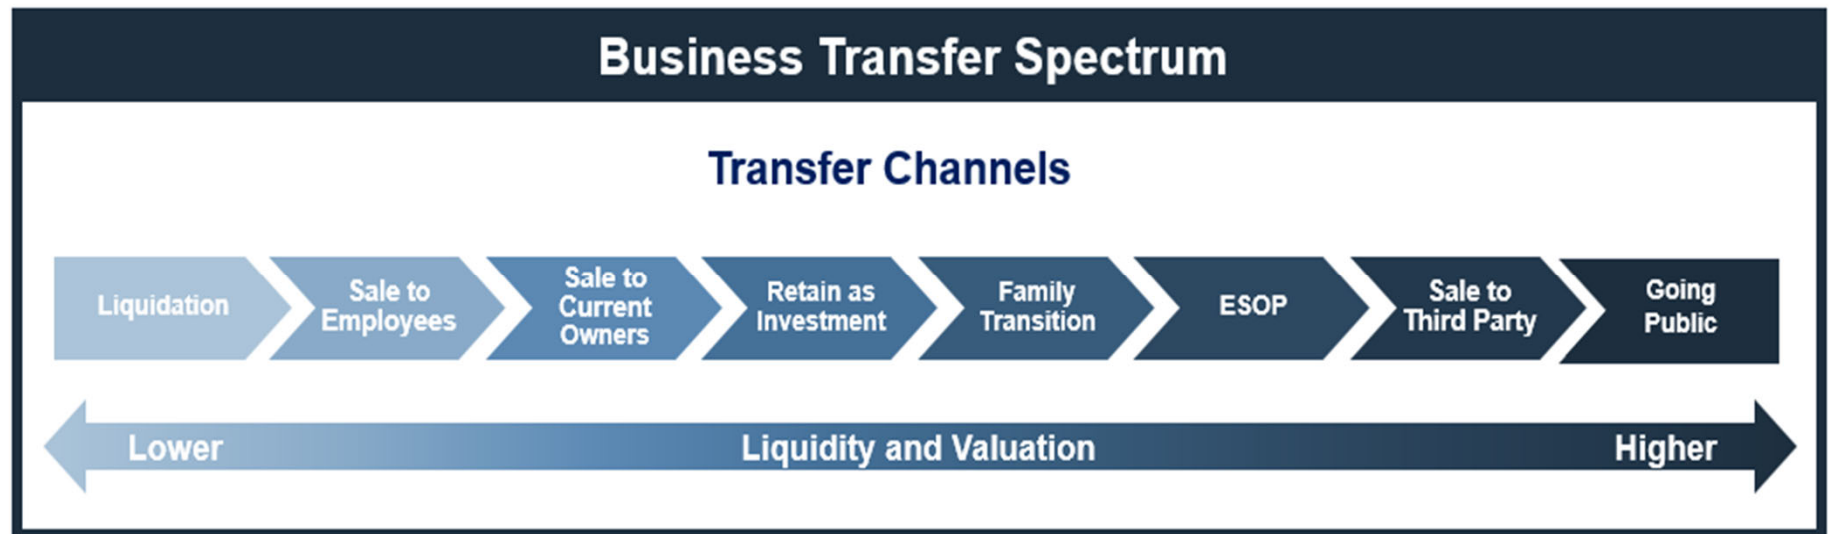 Business Transfer Spectrum
Transfer Channels
Liquidation
Sale to
Employees
Sale to
Current
Owners
Retain as
Investment
Family
Transition
ESOP
Sale to
Third Party
Going
Public
Lower
Liquidity and Valuation
Higher